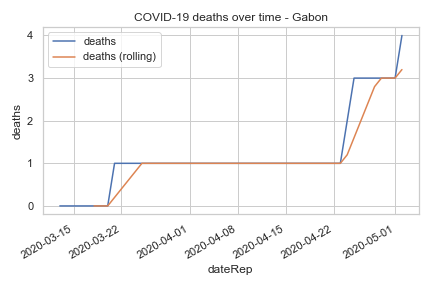 COVID-19 deaths over time - Gabon
deaths
deaths (rolling)
deaths
4
3
2
1
0
2020-03-15
2020-03-22
2020-04-01
2020-04-08
2020-04-15
2020-04-22
2020-05-01
dateRep